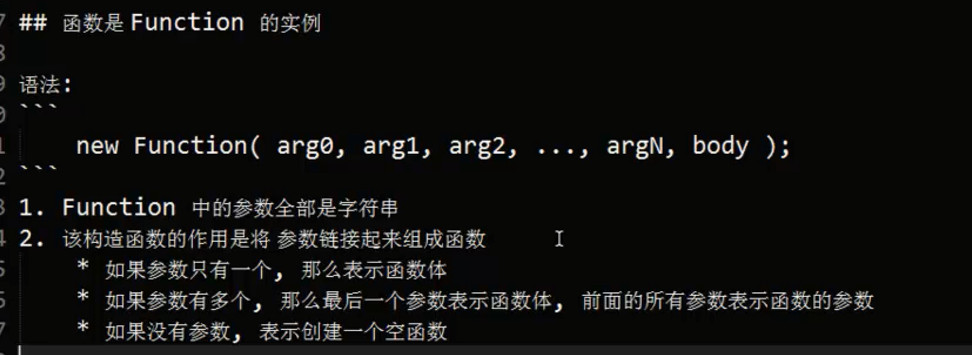 ## 函数是 Function 的实例
语法:
```
new Function( arg0, arg1, arg2, ..., argN, body );
```
1. Function 中的参数全部是字符串
2. 该构造函数的作用是将 参数链接起来组成函数
* 如果参数只有一个, 那么表示函数体
* 如果参数有多个, 那么最后一个参数表示函数体, 前面的所有参数表示函数的参数
* 如果没有参数, 表示创建一个空函数